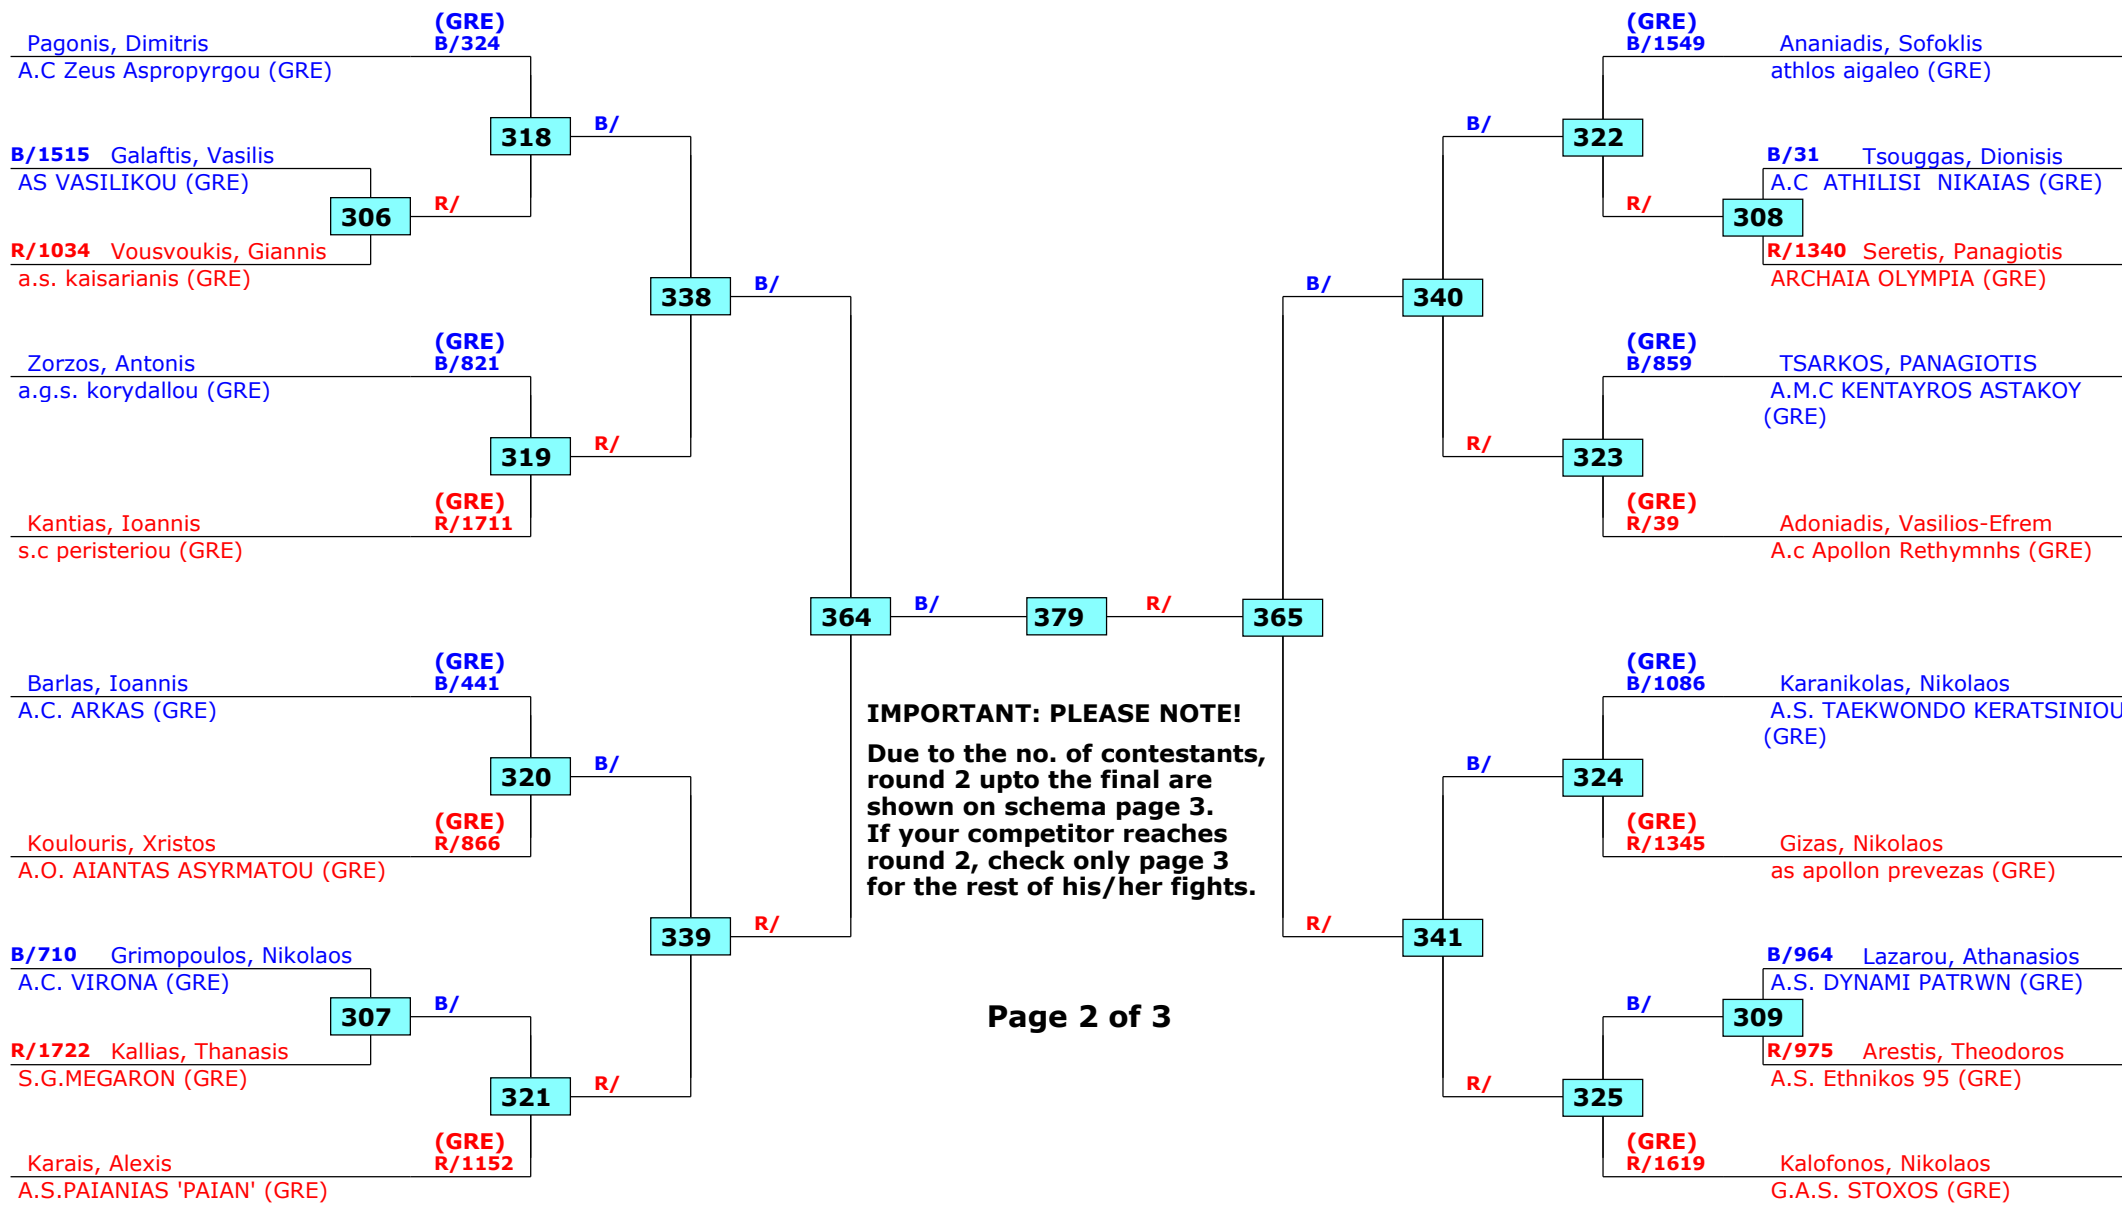 (GRE)
Pagonis, Dimitris B/324
A.C Zeus Aspropyrgou (GRE)
318 B/
B/1515 Galaftis, Vasilis
AS VASILIKOU (GRE)
306 R/
R/1034 Vousvoukis, Giannis
a.s. kaisarianis (GRE)
338 B/
(GRE)
Zorzos, Antonis B/821
a.g.s. korydallou (GRE)
319 R/
(GRE)
Kantias, Ioannis R/1711
s.c peristeriou (GRE)
364 B/ 379 R/ 365
(GRE)
Barlas, Ioannis B/441
A.C. ARKAS (GRE)
320 B/
(GRE)
Koulouris, Xristos R/866
A.O. AIANTAS ASYRMATOU (GRE)
339 R/
B/710 Grimopoulos, Nikolaos
A.C. VIRONA (GRE)
307 B/
R/1722 Kallias, Thanasis
S.G.MEGARON (GRE)
321 R/
(GRE)
Karais, Alexis R/1152
A.S.PAIANIAS 'PAIAN' (GRE)
IMPORTANT: PLEASE NOTE!
Due to the no. of contestants,
round 2 upto the final are
shown on schema page 3.
If your competitor reaches
round 2, check only page 3
for the rest of his/her fights.
Page 2 of 3
(GRE)
B/1549 Ananiadis, Sofoklis
athlos aigaleo (GRE)
B/ 322
B/31 Tsouggas, Dionisis
A.C ATHILISI NIKAIAS (GRE)
R/ 308
R/1340 Seretis, Panagiotis
ARCHAIA OLYMPIA (GRE)
B/ 340
(GRE)
B/859 TSARKOS, PANAGIOTIS
A.M.C KENTAYROS ASTAKOY
(GRE)
R/ 323
(GRE)
R/39 Adoniadis, Vasilios-Efrem
A.c Apollon Rethymnhs (GRE)
(GRE)
B/1086 Karanikolas, Nikolaos
A.S. TAEKWONDO KERATSINIOU
(GRE)
B/ 324
(GRE)
R/1345 Gizas, Nikolaos
as apollon prevezas (GRE)
R/ 341
B/964 Lazarou, Athanasios
A.S. DYNAMI PATRWN (GRE)
B/ 309
R/975 Arestis, Theodoros
A.S. Ethnikos 95 (GRE)
R/ 325
(GRE)
R/1619 Kalofonos, Nikolaos
G.A.S. STOXOS (GRE)